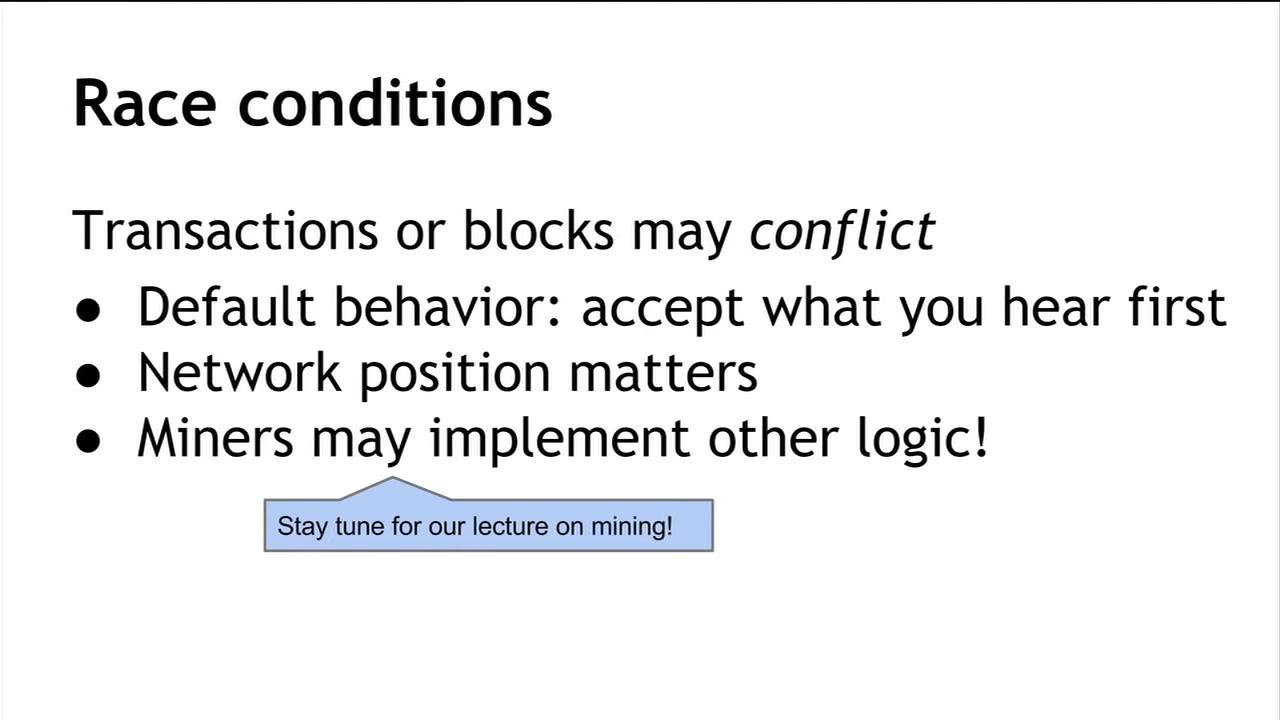 Race conditions
Transactions or blocks may conflict
● Default behavior: accept what you hear first
● Network position matters
● Miners may implement other logic!
Stay tune for our lecture on mining!